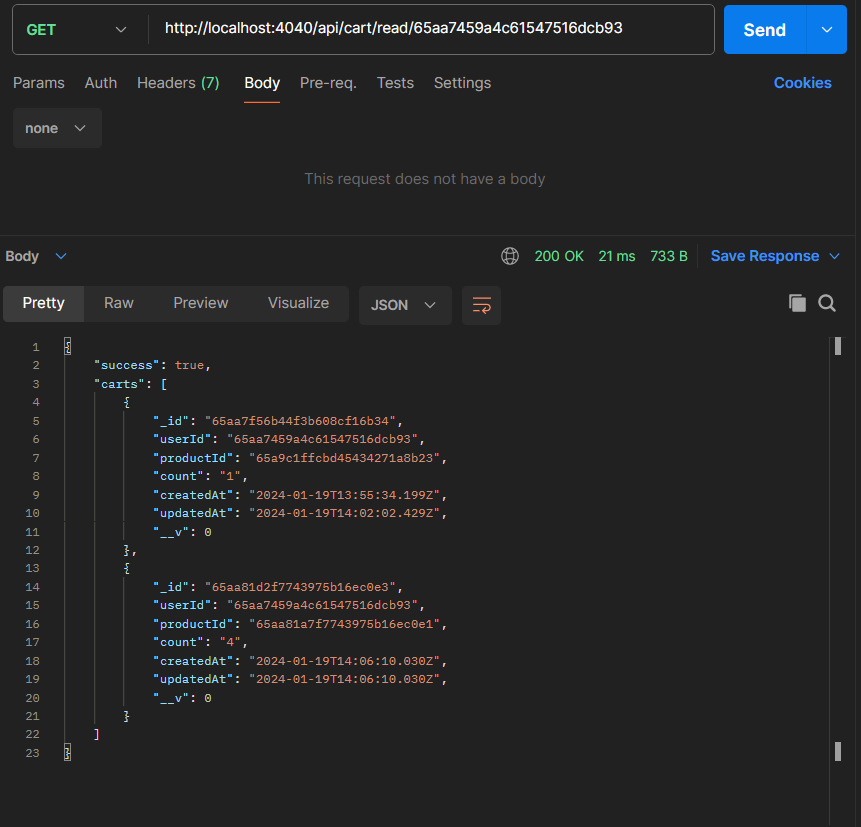 GET http://localhost:4040/api/cart/read/65aa7459a4c61547516dcb93 Send
Params Auth Headers (7) Body Pre-req. Tests Settings Cookies
none
This request does not have a body
Body 200 OK 21 ms 733 B Save Response
Pretty Raw Preview Visualize JSON
1 {
2 "success": true,
3 "carts": [
4 {
5 "_id": "65aa7f56b44f3b608cf16b34",
6 "userId": "65aa7459a4c61547516dcb93",
7 "productId": "65a9c1ffcbd45434271a8b23",
8 "count": "1",
9 "createdAt": "2024-01-19T13:55:34.199Z",
10 "updatedAt": "2024-01-19T14:02:02.429Z",
11 "__v": 0
12 },
13 {
14 "_id": "65aa81d2f7743975b16ec0e3",
15 "userId": "65aa7459a4c61547516dcb93",
16 "productId": "65aa81a7f7743975b16ec0e1",
17 "count": "4",
18 "createdAt": "2024-01-19T14:06:10.030Z",
19 "updatedAt": "2024-01-19T14:06:10.030Z",
20 "__v": 0
21 }
22 ]
23 }